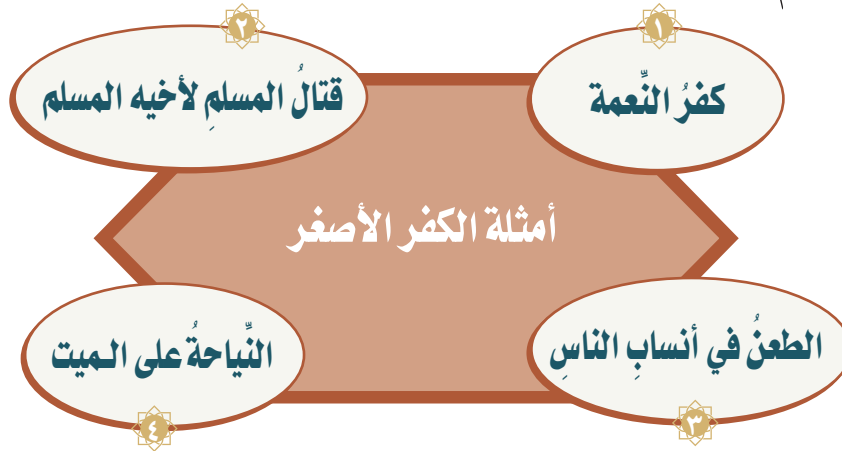 ١
كفرُ النِّعمة
٢
قتالُ المسلمِ لأخيه المسلم
أمثلة الكفر الأصغر
الطعنُ في أنسابِ الناسِ
٣
النِّياحةُ على الميت
٤